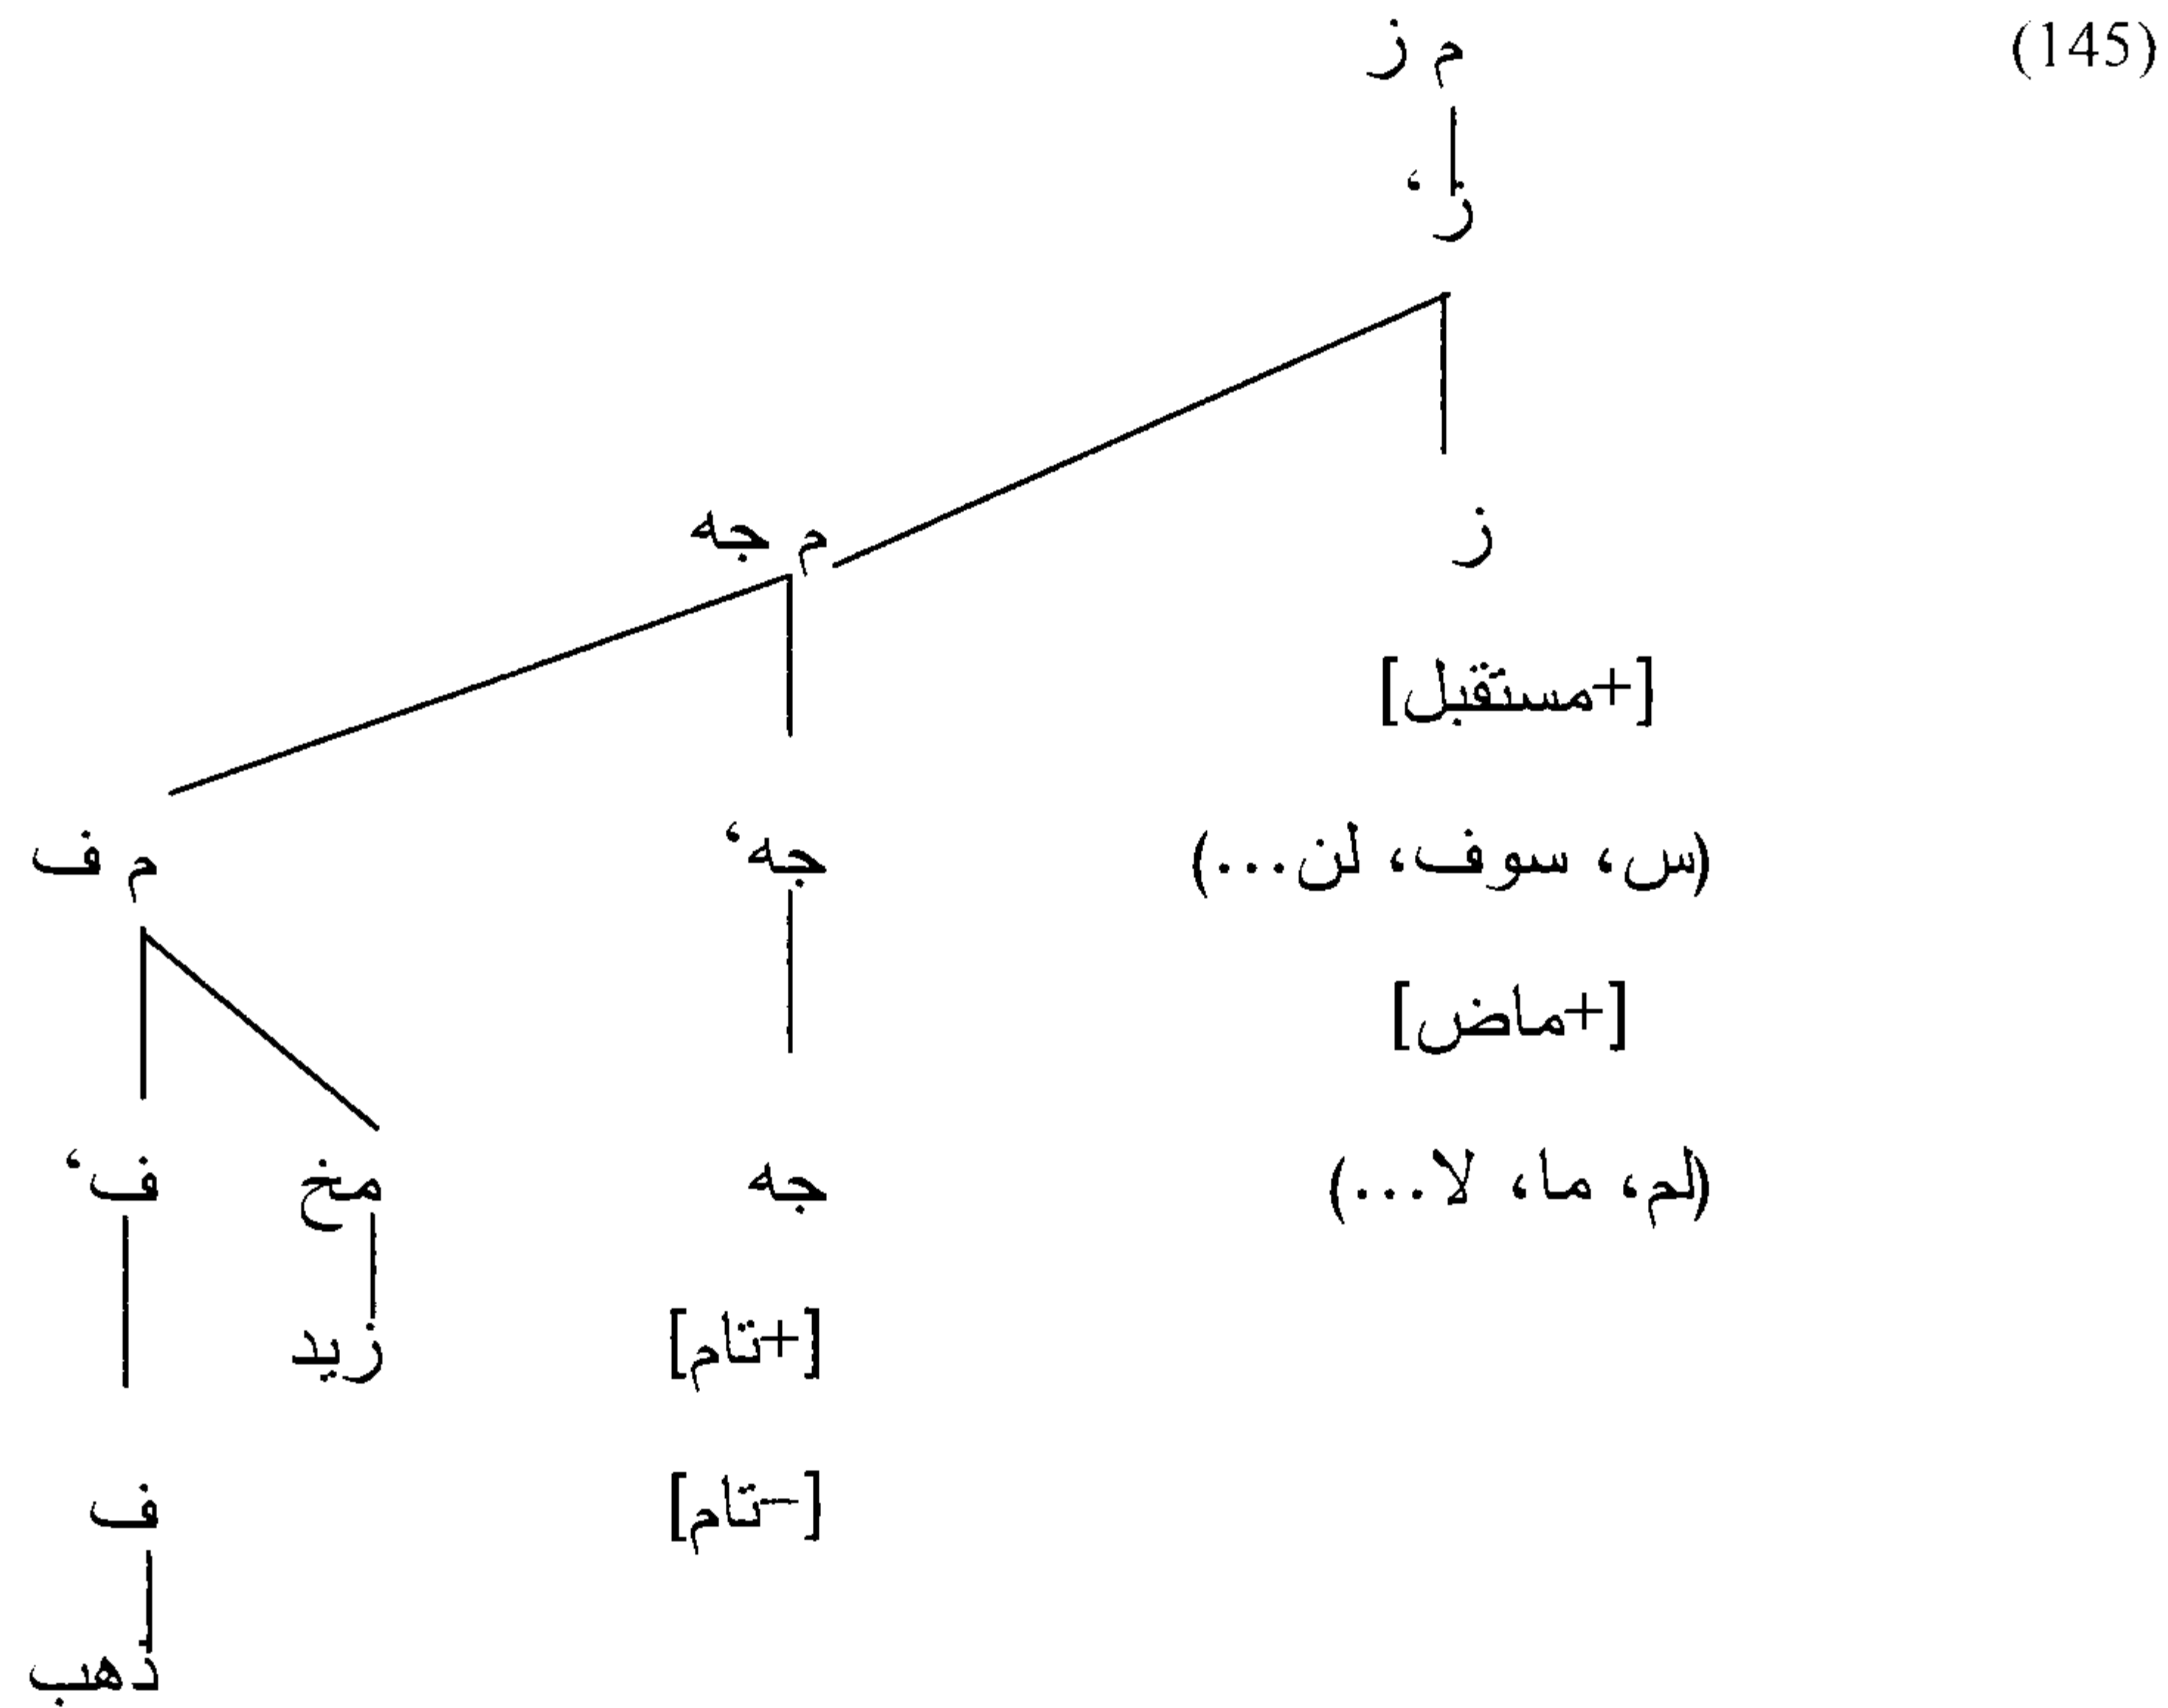 (145)
م ز
ز،
ز م جه
[+مستقبل]
(س، سوف، لن...) جه، م ف
[+ماض]
(لم، ما، لا...) جه مخ ف،
[+تام] زيد
[−تام] ف
ذهب